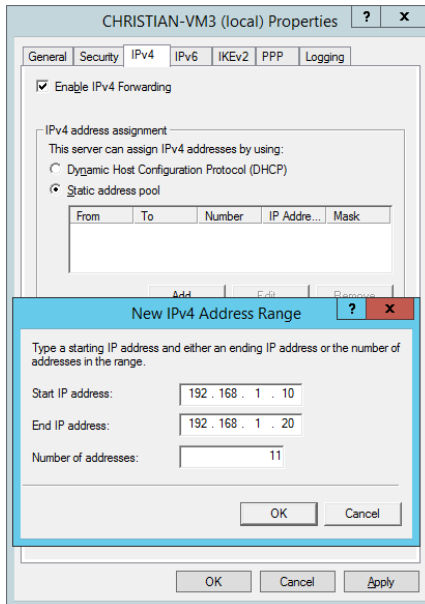 CHRISTIAN-VM3 (local) Properties ? x
General Security IPv4 IPv6 IKEv2 PPP Logging
Enable IPv4 Forwarding
IPv4 address assignment
This server can assign IPv4 addresses by using:
Dynamic Host Configuration Protocol (DHCP)
Static address pool
From To Number IP Addre... Mask
Add... Edit... Remove
New IPv4 Address Range ? x
Type a starting IP address and either an ending IP address or the number of
addresses in the range.
Start IP address: 192 . 168 . 1 . 10
End IP address: 192 . 168 . 1 . 20
Number of addresses: 11
OK Cancel
OK Cancel Apply